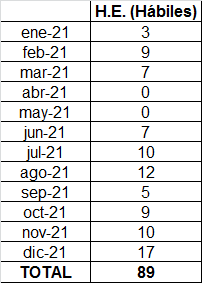 H.E. (Hábiles)
ene-21 3
feb-21 9
mar-21 7
abr-21 0
may-21 0
jun-21 7
jul-21 10
ago-21 12
sep-21 5
oct-21 9
nov-21 10
dic-21 17
TOTAL 89